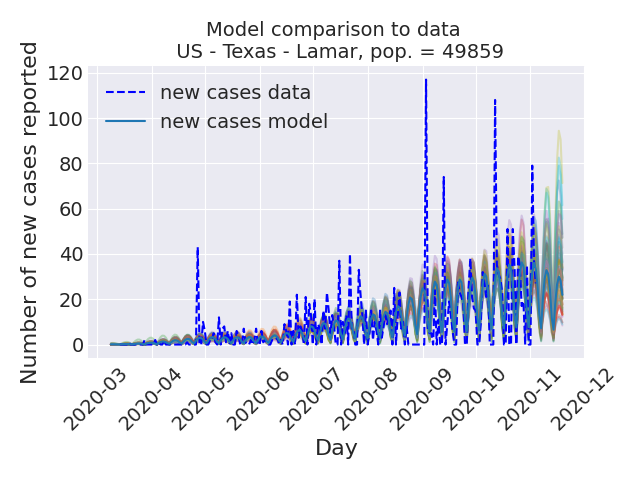 Model comparison to data
US - Texas - Lamar, pop. = 49859
Number of new cases reported
120
100
80
60
40
20
0
new cases data
new cases model
2020-03
2020-04
2020-05
2020-06
2020-07
2020-08
2020-09
2020-10
2020-11
2020-12
Day